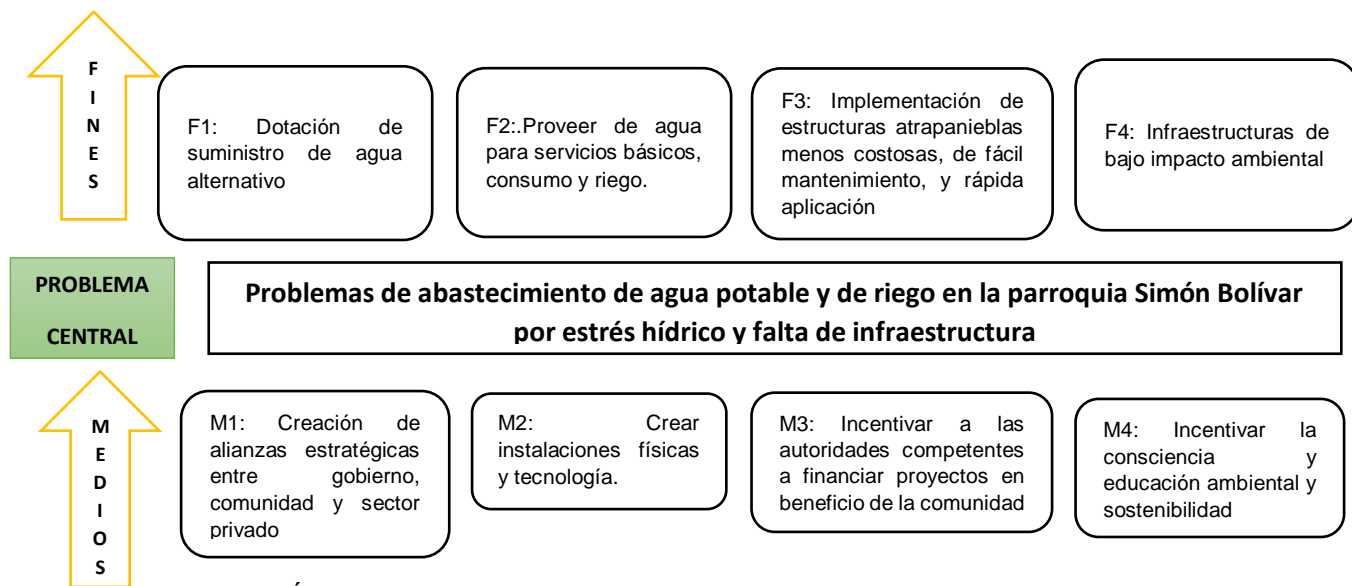 F
I
N
E
S
F1: Dotación de
suministro de agua
alternativo
F2:.Proveer de agua
para servicios básicos,
consumo y riego.
F3: Implementación de
estructuras atrapanieblas
menos costosas, de fácil
mantenimiento, y rápida
aplicación
F4: Infraestructuras de
bajo impacto ambiental
PROBLEMA
CENTRAL
Problemas de abastecimiento de agua potable y de riego en la parroquia Simón Bolívar
por estrés hídrico y falta de infraestructura
M
E
D
I
O
S
M1: Creación de
alianzas estratégicas
entre gobierno,
comunidad y sector
privado
M2: Crear
instalaciones físicas
y tecnología.
M3: Incentivar a las
autoridades competentes
a financiar proyectos en
beneficio de la comunidad
M4: Incentivar la
consciencia y
educación ambiental y
sostenibilidad